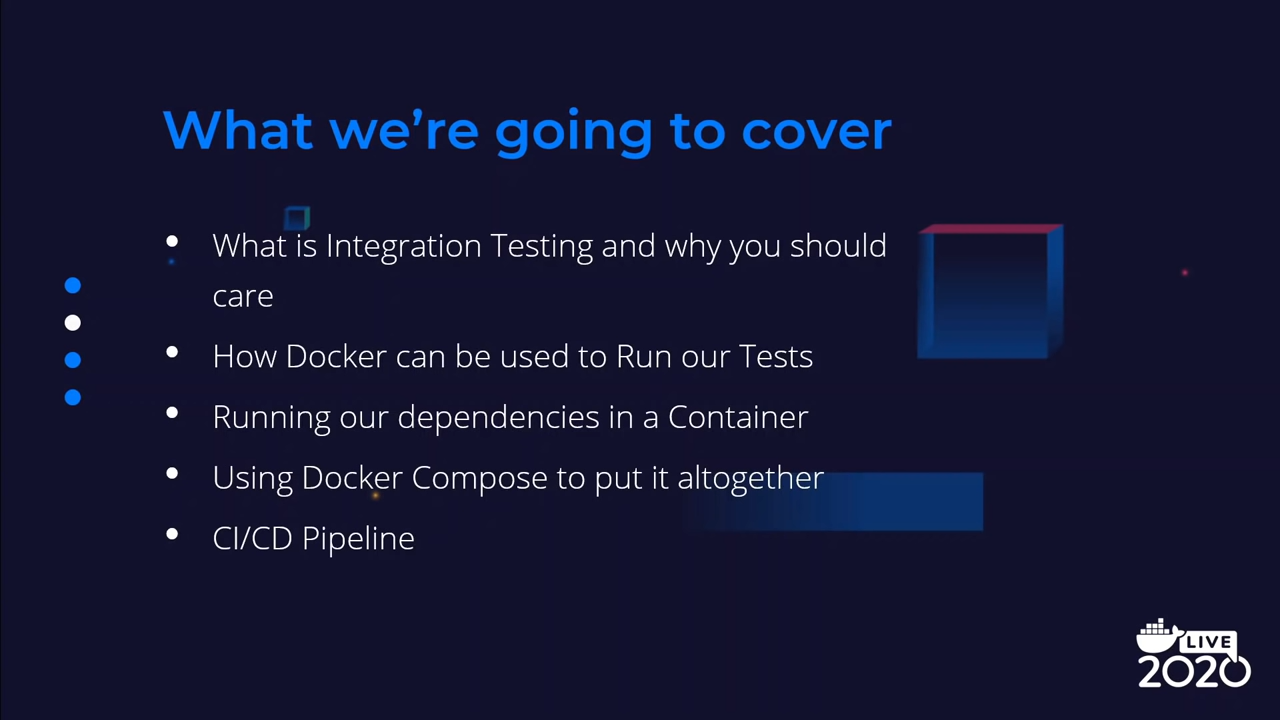 What we’re going to cover
• What is Integration Testing and why you should
care
• How Docker can be used to Run our Tests
• Running our dependencies in a Container
• Using Docker Compose to put it altogether
• CI/CD Pipeline
LIVE
2020